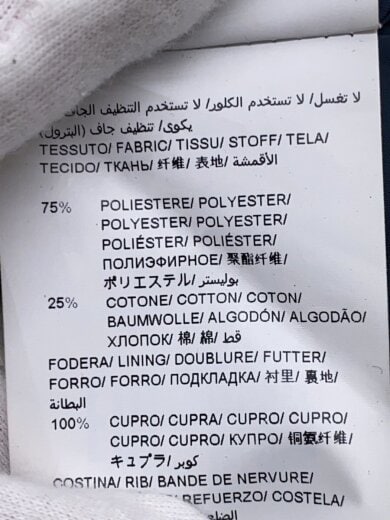 لا تغسل/ لا تستخدم الكلور/ لا تستخدم التنظيف الجاف
يكوى/ تنظيف جاف (البترول)
TESSUTO/ FABRIC/ TISSU/ STOFF/ TELA/
TECIDO/ ТКАНЬ/ 纤维/ 表地/ الأقمشة
75% POLIESTERE/ POLYESTER/
POLYESTER/ POLYESTER/
POLIÉSTER/ POLIÉSTER/
ПОЛИЭФИРНОЕ/ 聚酯纤维/
ポリエステル/ بوليستر
25% COTONE/ COTTON/ COTON/
BAUMWOLLE/ ALGODÓN/ ALGODÃO/
ХЛОПОК/ 棉/ 綿/ قط
FODERA/ LINING/ DOUBLURE/ FUTTER/
FORRO/ FORRO/ ПОДКЛАДКА/ 衬里/ 裏地/
البطانة
100% CUPRO/ CUPRA/ CUPRO/ CUPRO/
CUPRO/ CUPRO/ КУПРО/ 铜氨纤维/
キュプラ/ كوبر
COSTINA/ RIB/ BANDE DE NERVURE/
REFUERZO/ COSTELA/